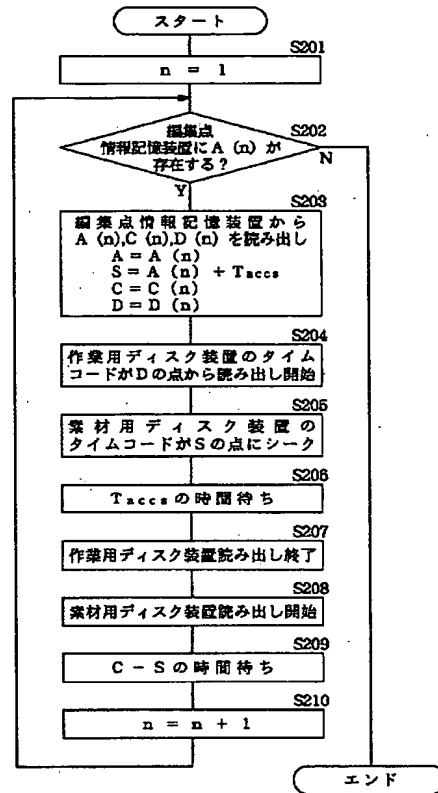 スタート
S201
n = 1
S202
編集点
情報記憶装置にA (n) が
存在する?
N
Y
S203
編集点情報記憶装置から
A (n),C (n),D (n) を読み出し
A = A (n)
S = A (n) + Taccs
C = C (n)
D = D (n)
S204
作業用ディスク装置のタイム
コードがDの点から読み出し開始
S205
素材用ディスク装置の
タイムコードがSの点にシーク
S206
Taccsの時間待ち
S207
作業用ディスク装置読み出し終了
S208
素材用ディスク装置読み出し開始
S209
C - Sの時間待ち
S210
n = n + 1
エンド